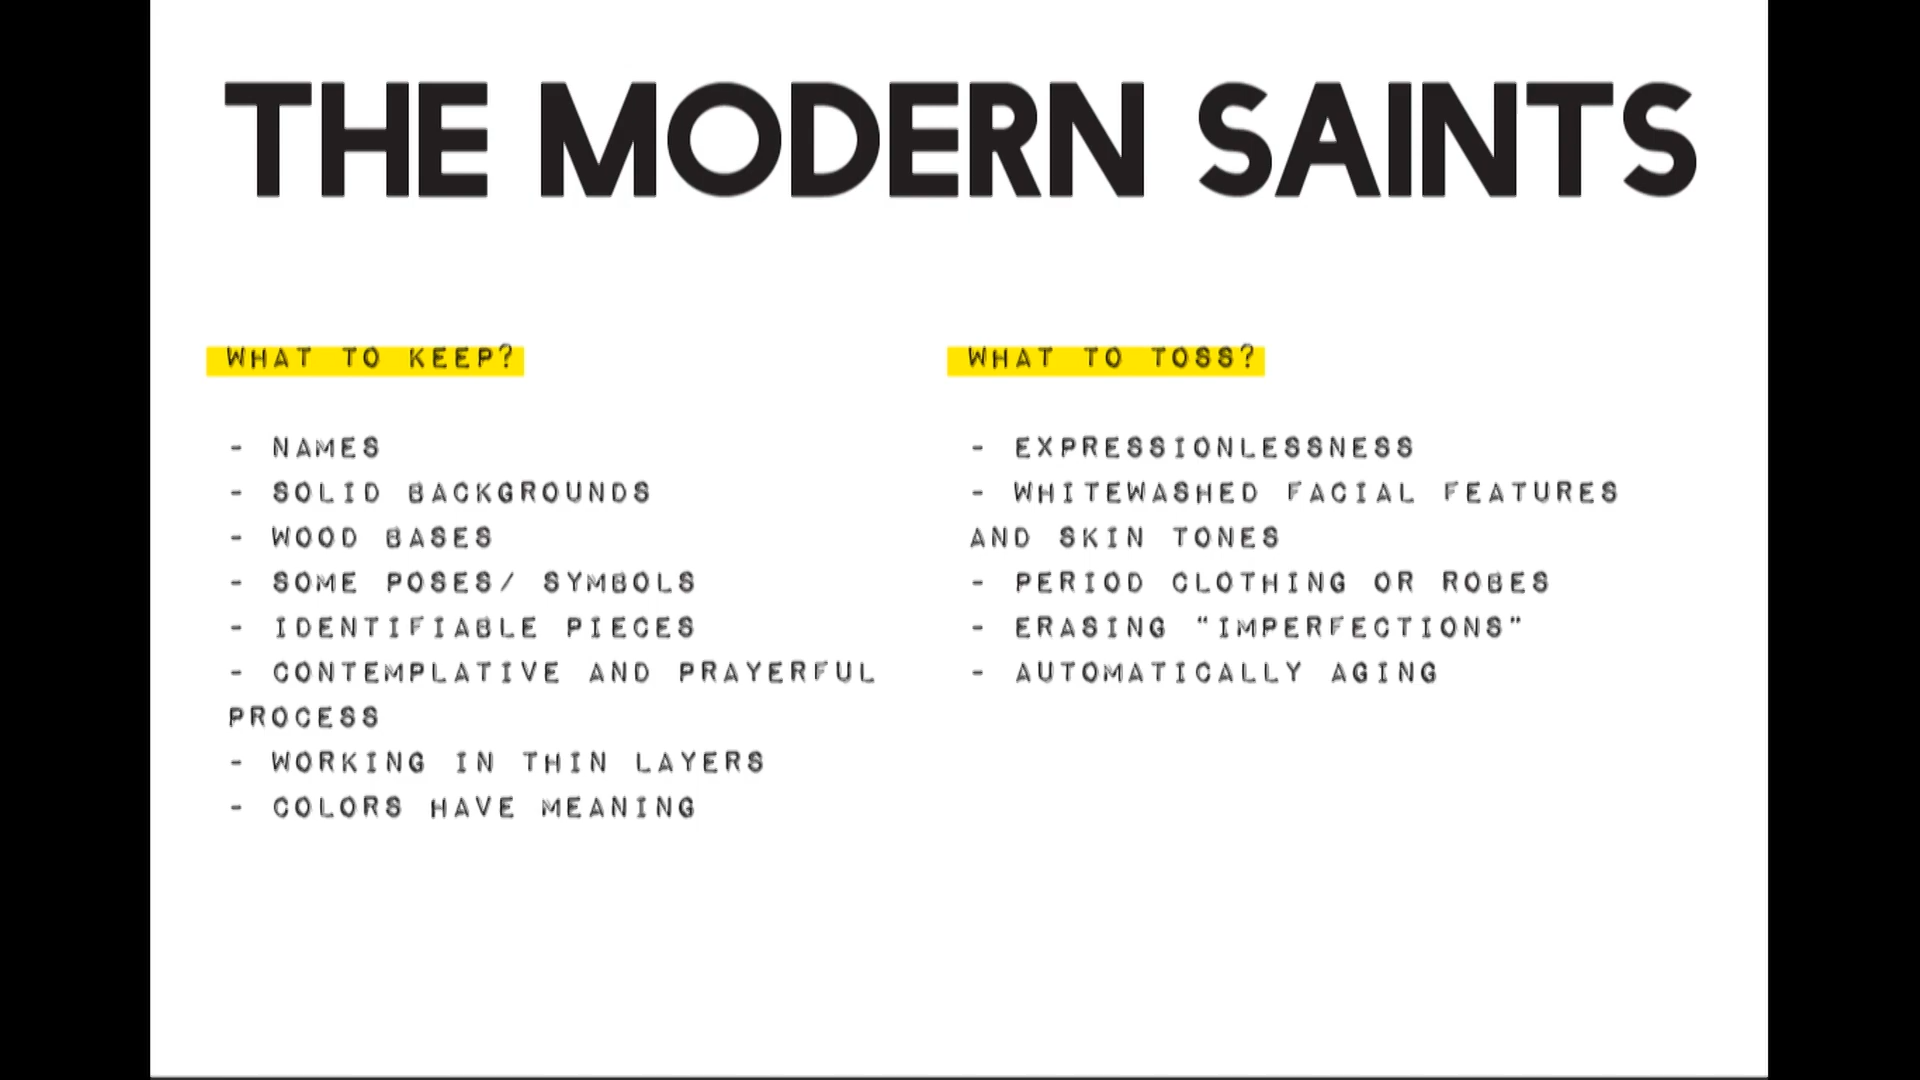 THE MODERN SAINTS
WHAT TO KEEP?
- NAMES
- SOLID BACKGROUNDS
- WOOD BASES
- SOME POSES/ SYMBOLS
- IDENTIFIABLE PIECES
- CONTEMPLATIVE AND PRAYERFUL
PROCESS
- WORKING IN THIN LAYERS
- COLORS HAVE MEANING
WHAT TO TOSS?
- EXPRESSIONLESSNESS
- WHITEWASHED FACIAL FEATURES
AND SKIN TONES
- PERIOD CLOTHING OR ROBES
- ERASING "IMPERFECTIONS"
- AUTOMATICALLY AGING